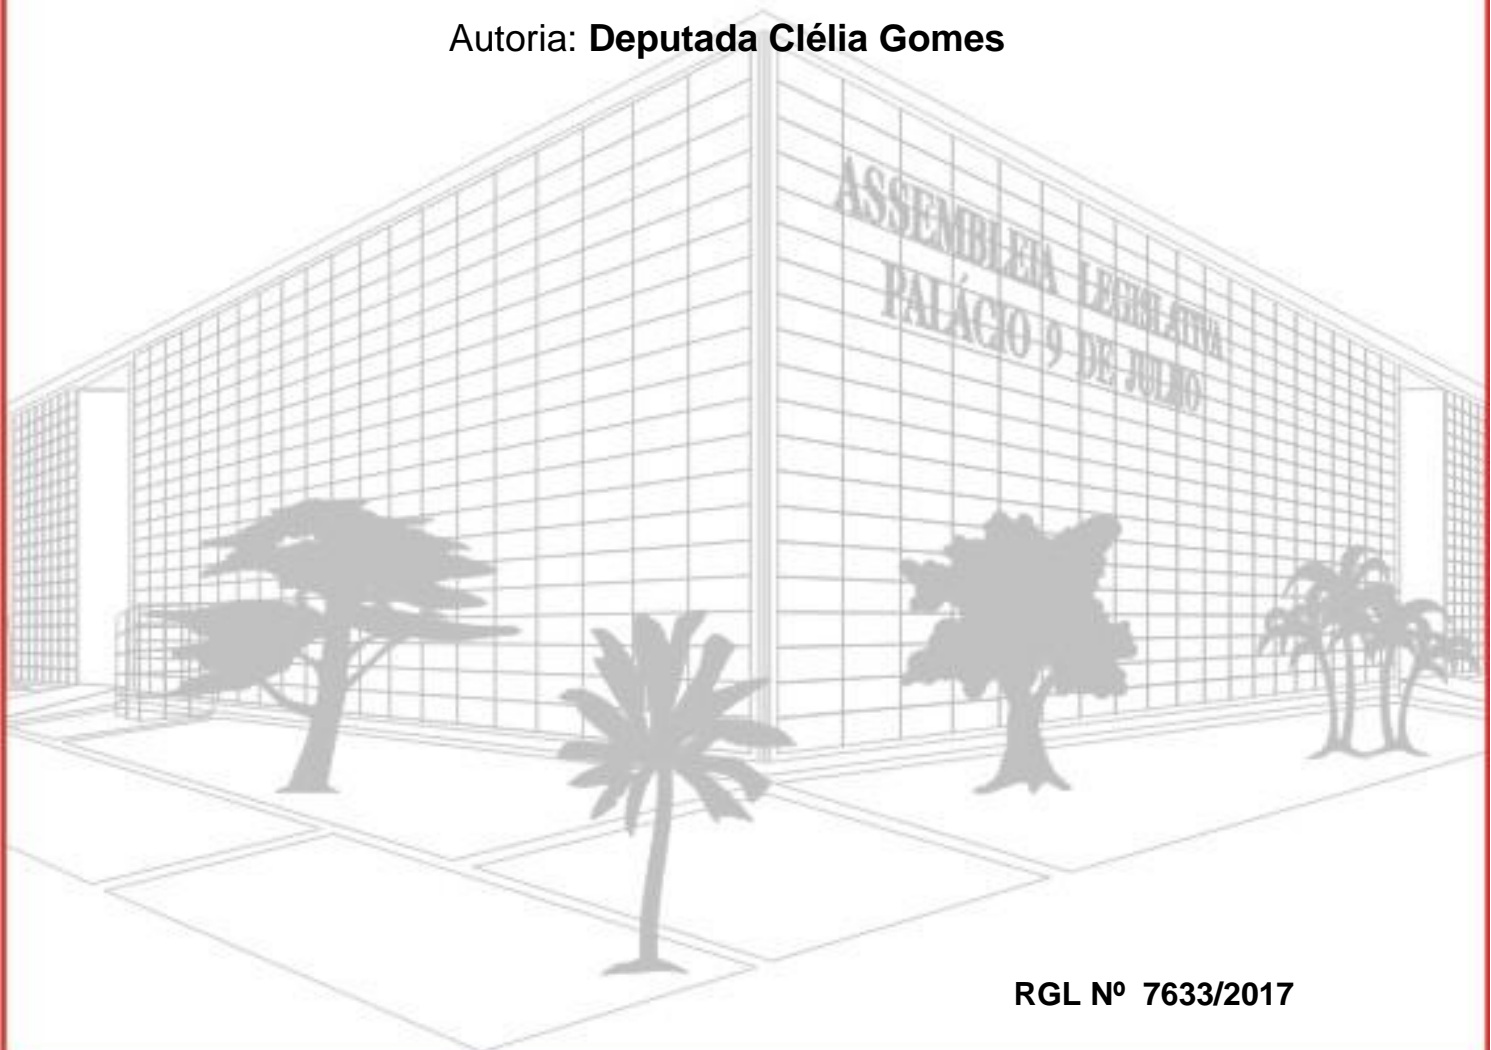 Autoria: Deputada Clélia Gomes
ASSEMBLEIA LEGISLATIVA
PALÁCIO 9 DE JULHO
RGL Nº 7633/2017